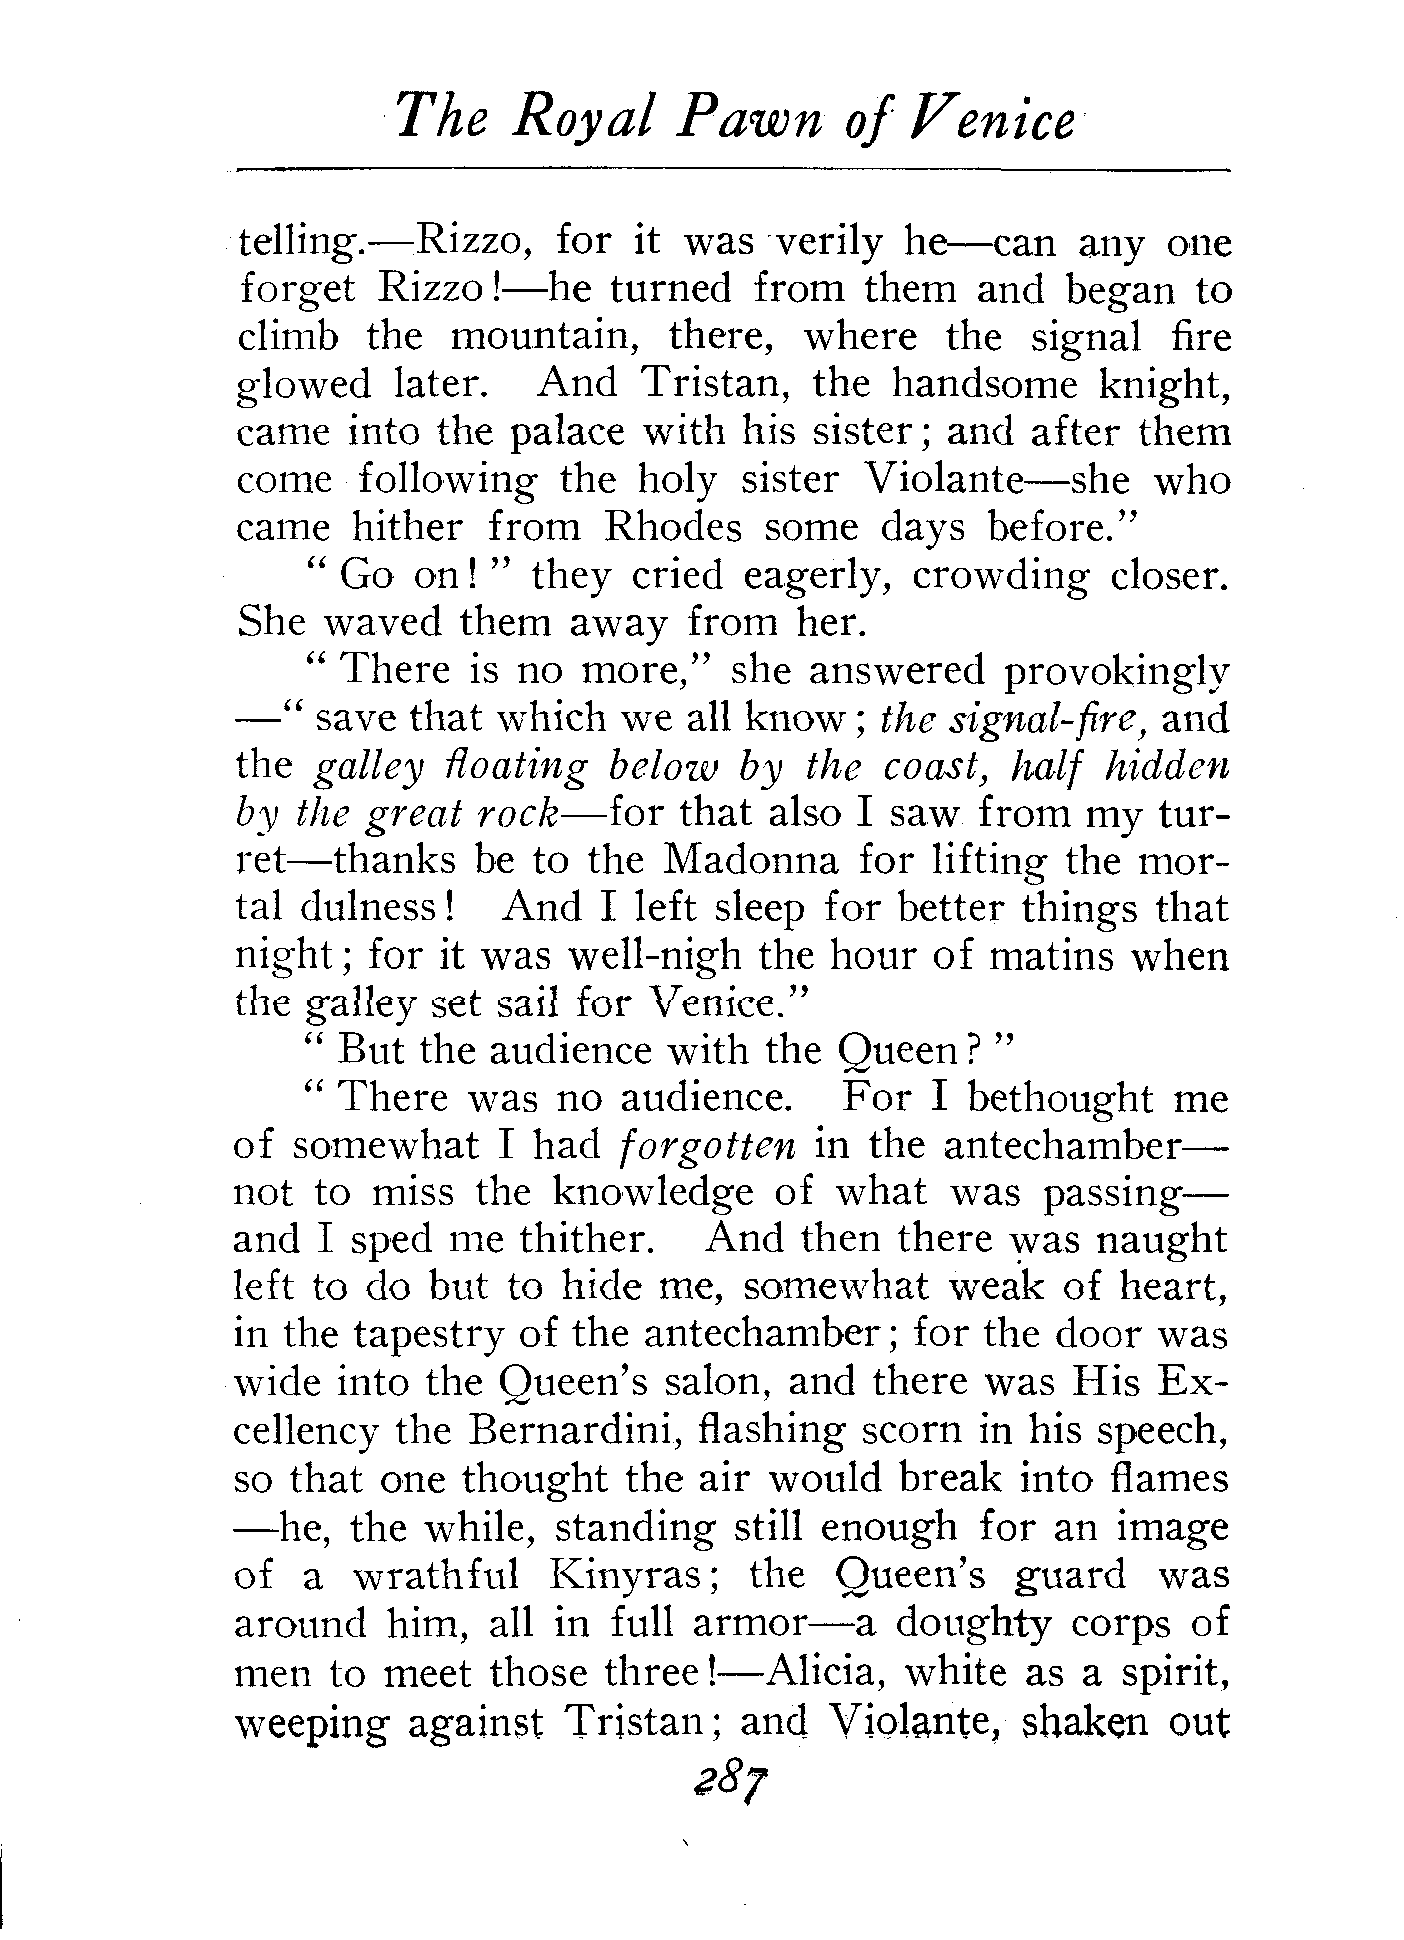 The Royal Pawn of Venice
telling.—Rizzo, for it was verily he—can any one
forget Rizzo!—he turned from them and began to
climb the mountain, there, where the signal fire
glowed later. And Tristan, the handsome knight,
came into the palace with his sister; and after them
come following the holy sister Violante—she who
came hither from Rhodes some days before."
"Go on!" they cried eagerly, crowding closer.
She waved them away from her.
"There is no more," she answered provokingly
—"save that which we all know; the signal-fire, and
the galley floating below by the coast, half hidden
by the great rock—for that also I saw from my tur-
ret—thanks be to the Madonna for lifting the mor-
tal dulness! And I left sleep for better things that
night; for it was well-nigh the hour of matins when
the galley set sail for Venice."
"But the audience with the Queen?"
"There was no audience. For I bethought me
of somewhat I had forgotten in the antechamber—
not to miss the knowledge of what was passing—
and I sped me thither. And then there was naught
left to do but to hide me, somewhat weak of heart,
in the tapestry of the antechamber; for the door was
wide into the Queen's salon, and there was His Ex-
cellency the Bernardini, flashing scorn in his speech,
so that one thought the air would break into flames
—he, the while, standing still enough for an image
of a wrathful Kinyras; the Queen's guard was
around him, all in full armor—a doughty corps of
men to meet those three!—Alicia, white as a spirit,
weeping against Tristan; and Violante, shaken out
287